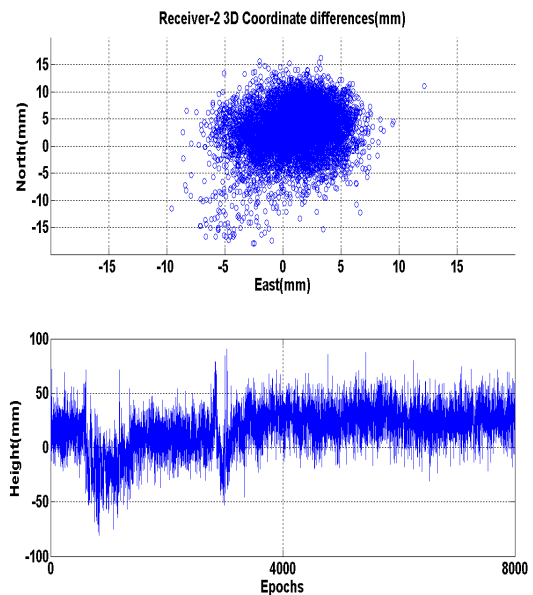 Receiver-2 3D Coordinate differences(mm)
North(mm)
15
10
5
0
-5
-10
-15
-15 -10 -5 0 5 10 15
East(mm)
Height(mm)
100
50
0
-50
-100
0 4000 8000
Epochs